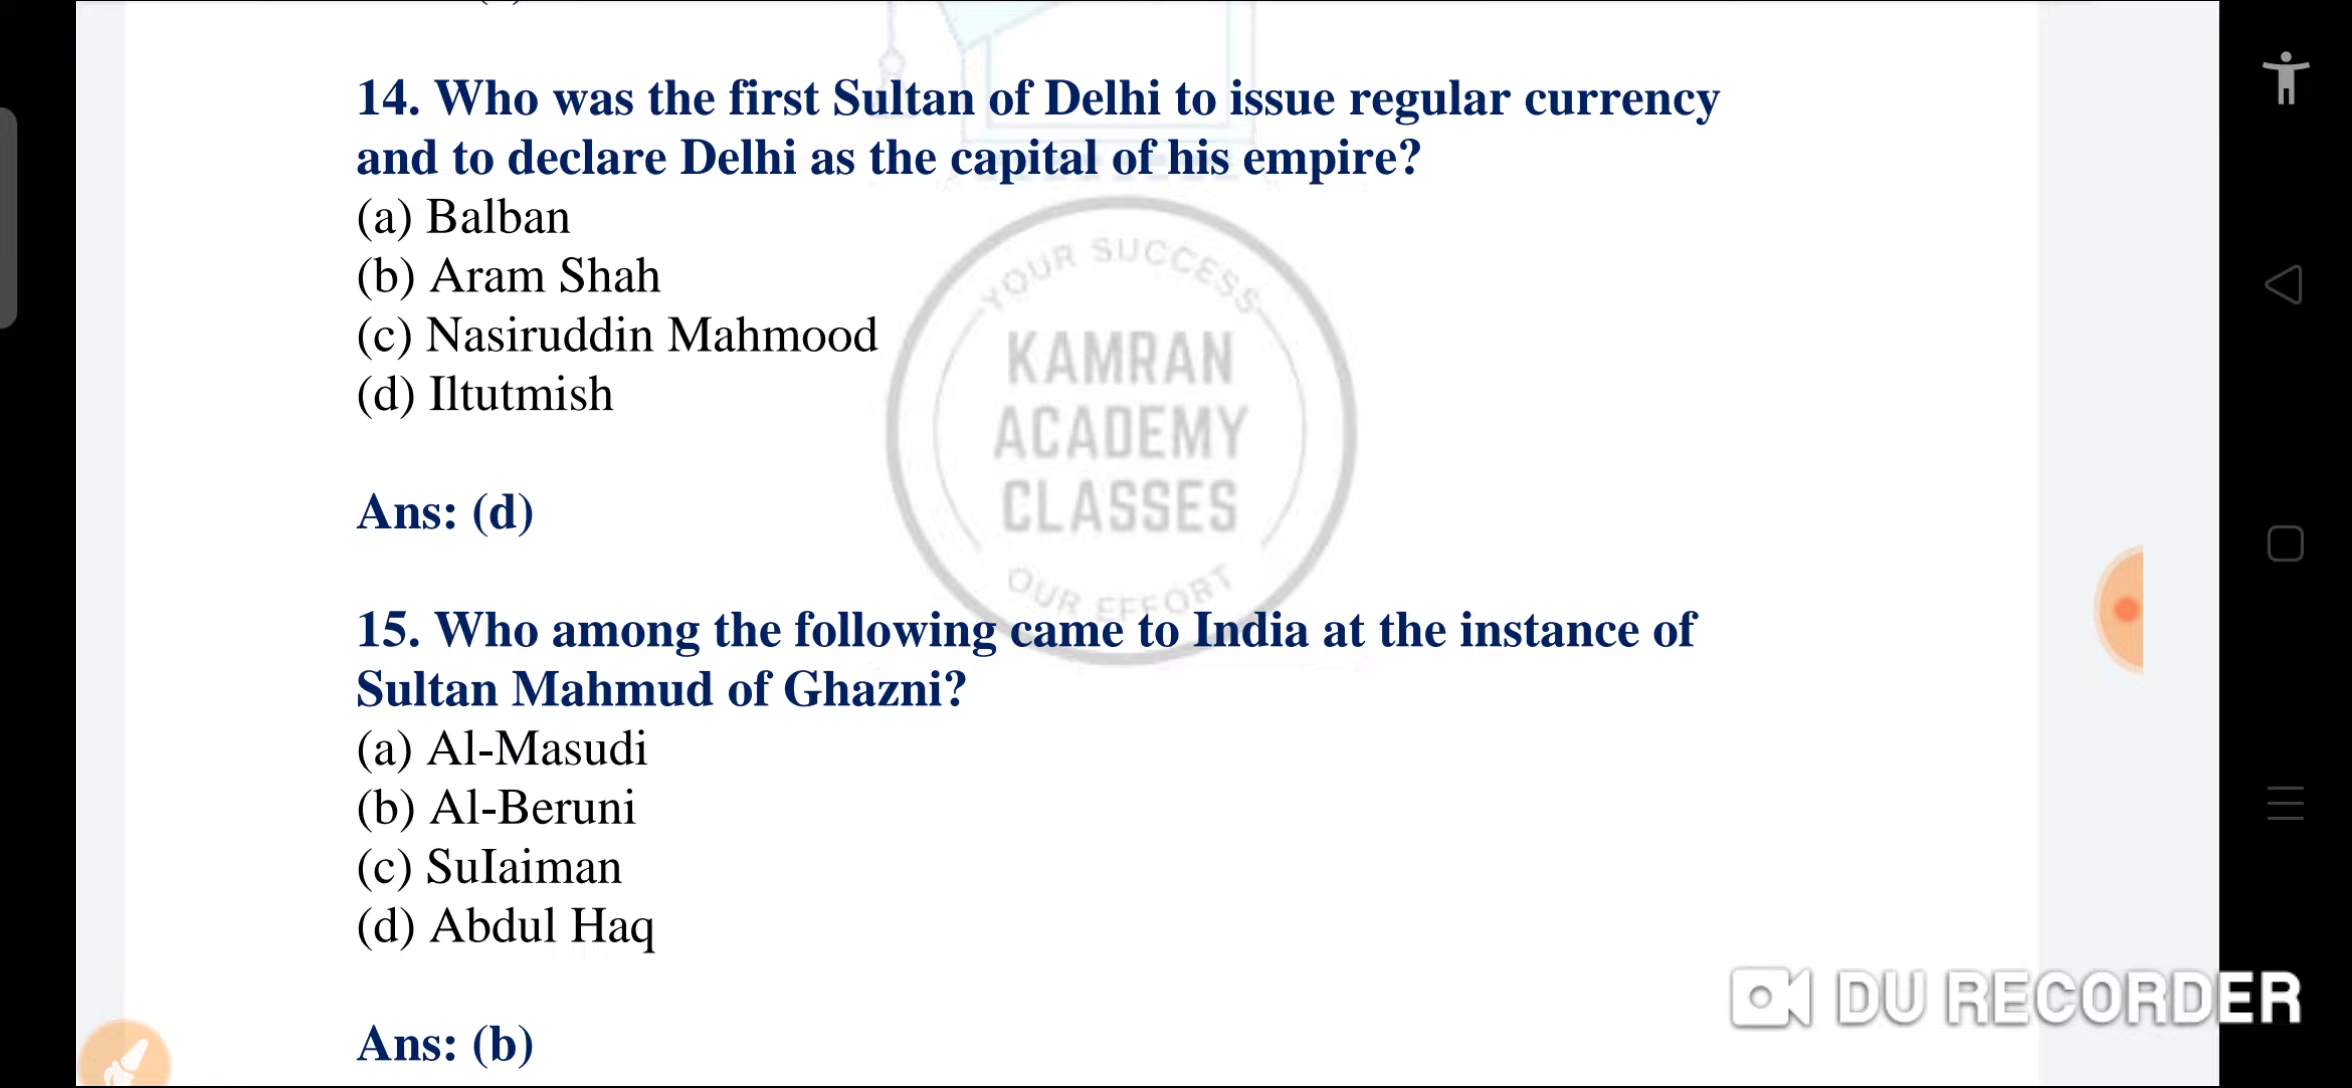 14. Who was the first Sultan of Delhi to issue regular currency
and to declare Delhi as the capital of his empire?
(a) Balban
(b) Aram Shah
(c) Nasiruddin Mahmood
(d) Iltutmish
YOUR SUCCESS
KAMRAN
ACADEMY
CLASSES
OUR EFFORT
Ans: (d)
15. Who among the following came to India at the instance of
Sultan Mahmud of Ghazni?
(a) Al-Masudi
(b) Al-Beruni
(c) SuIaiman
(d) Abdul Haq
Ans: (b)
DU RECORDER